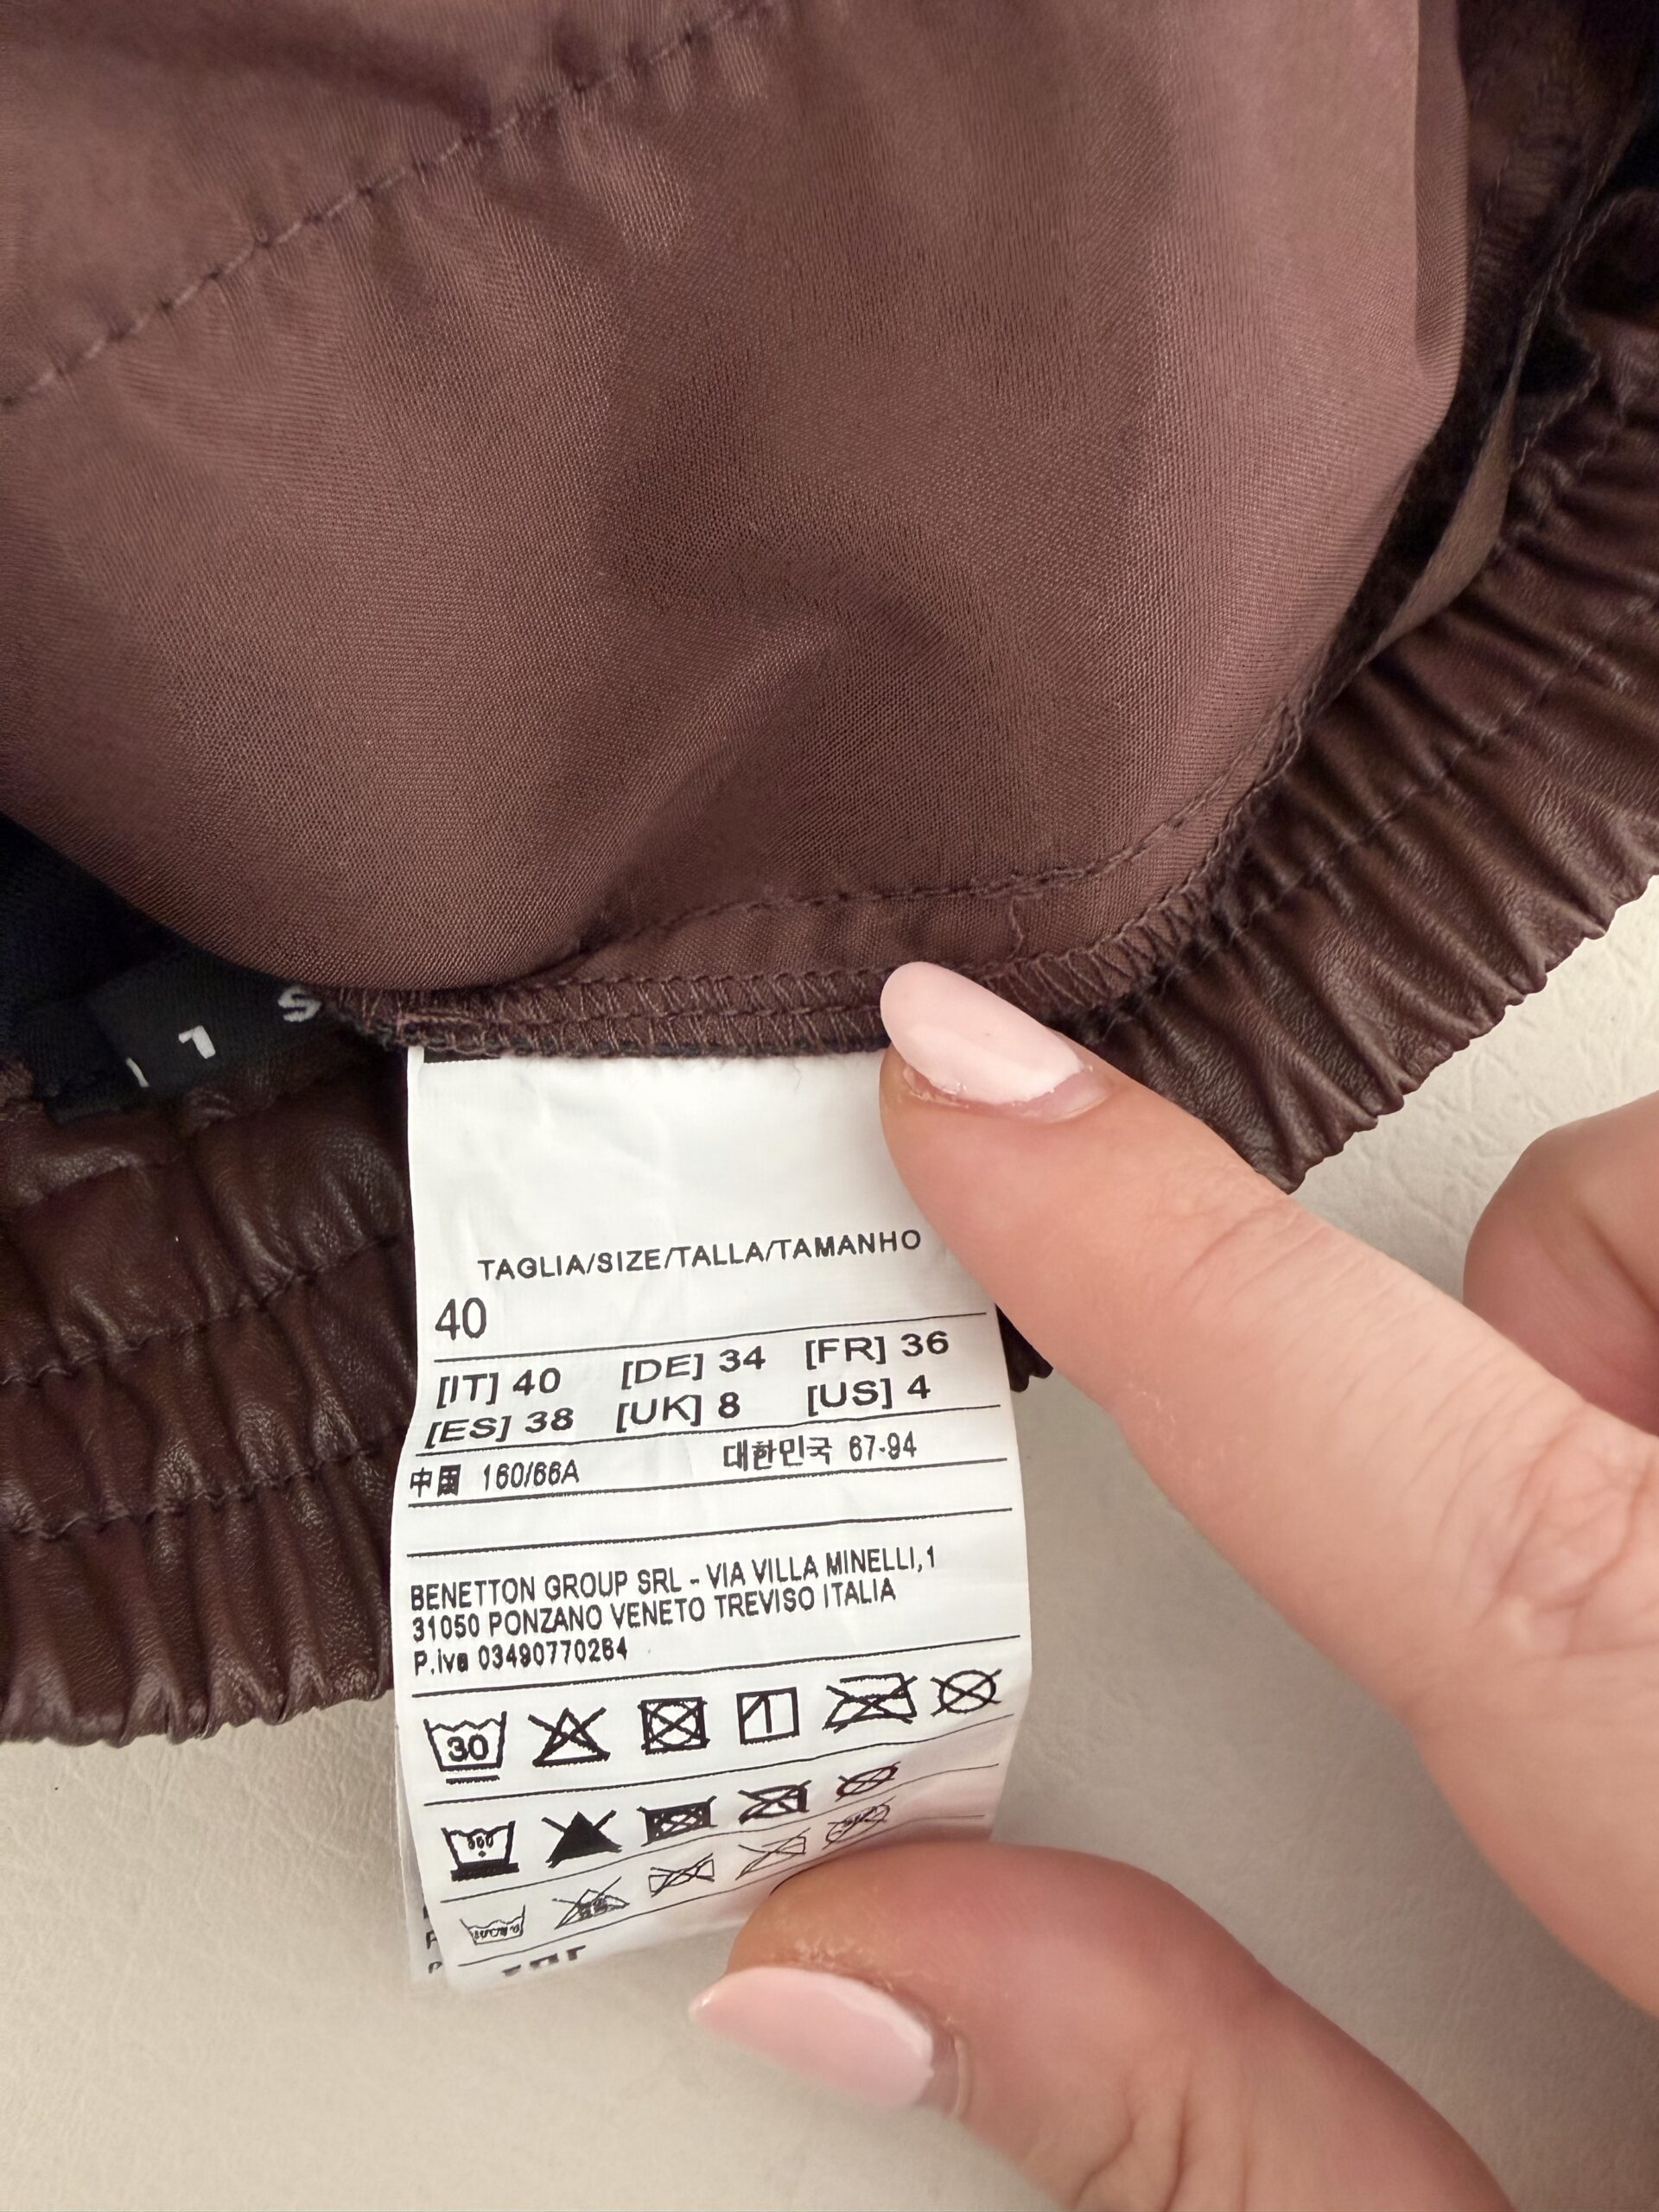 TAGLIA/SIZE/TALLA/TAMANHO
40
[IT] 40 [DE] 34 [FR] 36
[ES] 38 [UK] 8 [US] 4
中国 160/66A 대한민국 67-94
BENETTON GROUP SRL - VIA VILLA MINELLI,1
31050 PONZANO VENETO TREVISO ITALIA
P.iva 03490770264
30